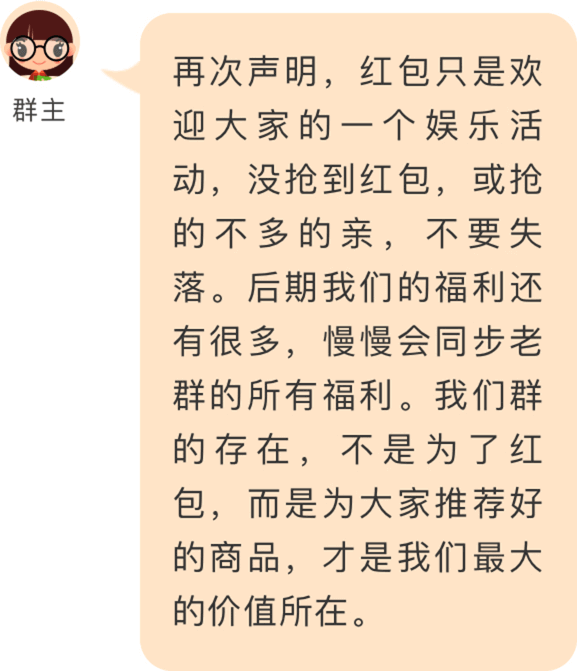 群主
再次声明，红包只是欢
迎大家的一个娱乐活
动，没抢到红包，或抢
的不多的亲，不要失
落。后期我们的福利还
有很多，慢慢会同步老
群的所有福利。我们群
的存在，不是为了红
包，而是为大家推荐好
的商品，才是我们最大
的价值所在。